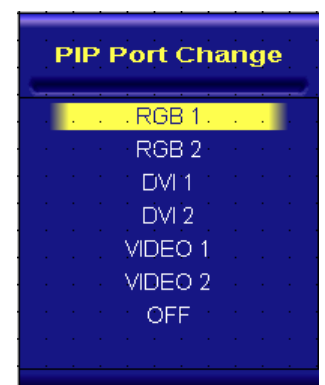 PIP Port Change
RGB 1
RGB 2
DVI 1
DVI 2
VIDEO 1
VIDEO 2
OFF